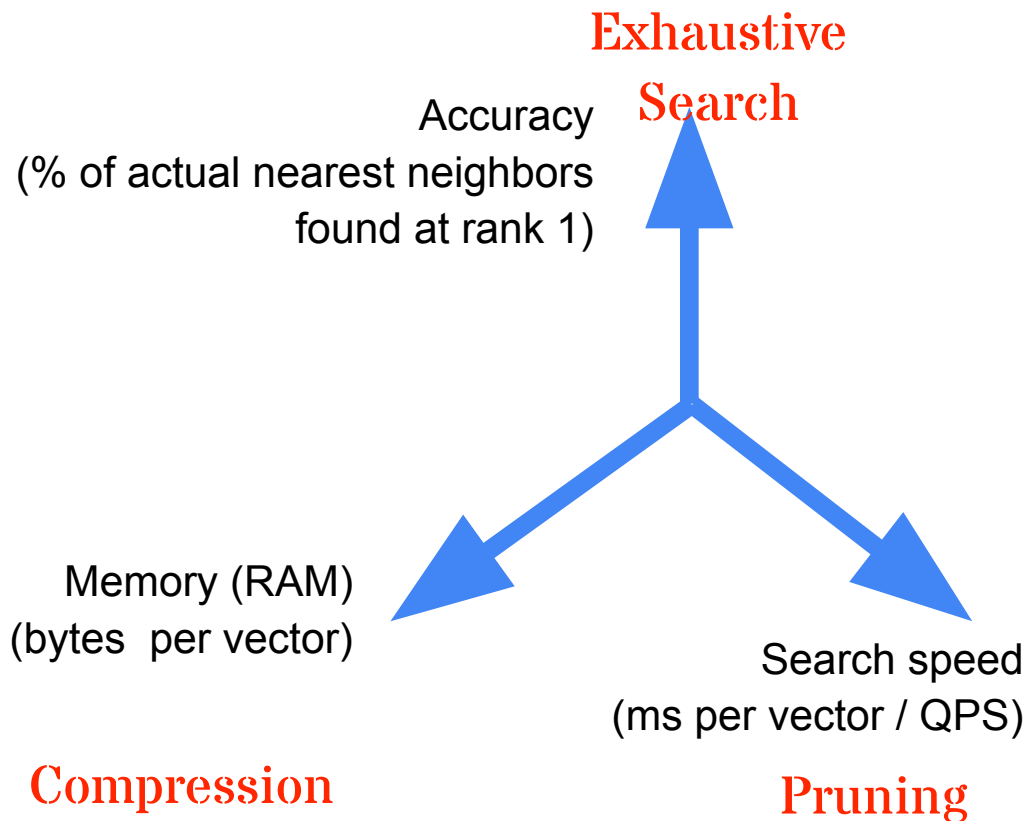 Exhaustive
Search
Accuracy
(% of actual nearest neighbors
found at rank 1)
Memory (RAM)
(bytes per vector)
Search speed
(ms per vector / QPS)
Compression
Pruning